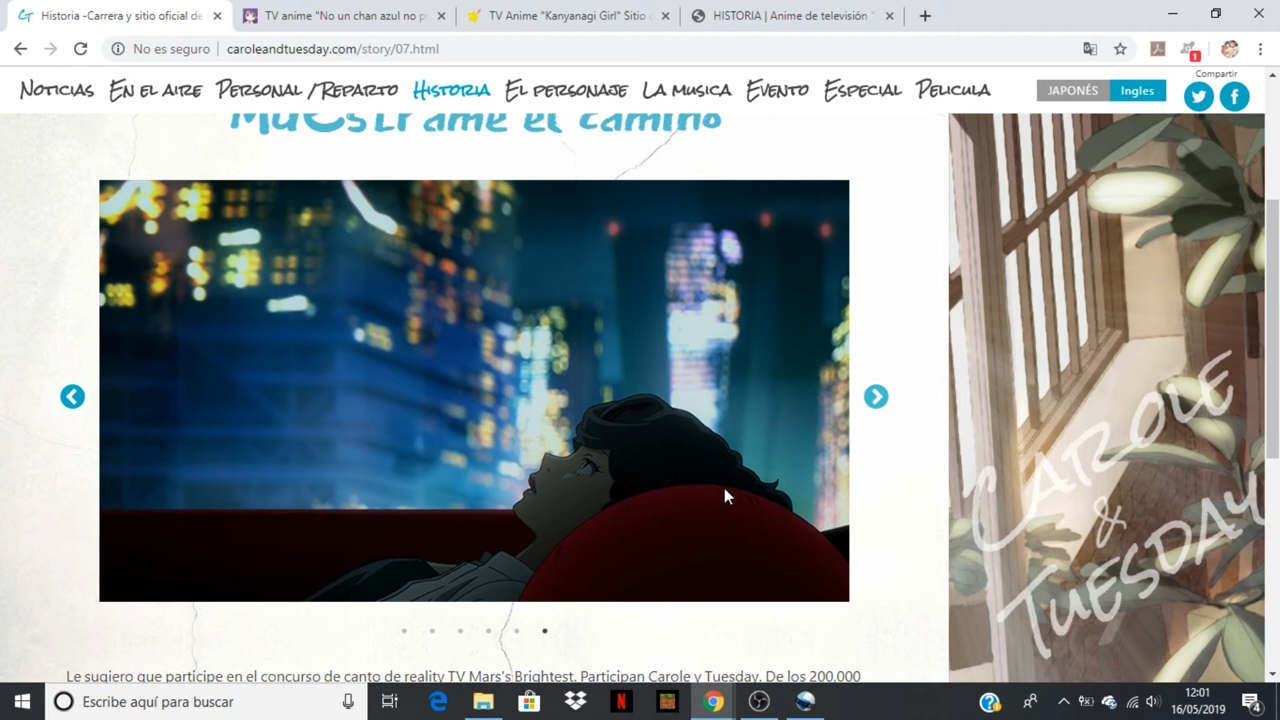 Historia -Carrera y sitio oficial de
TV anime "No un chan azul no p
TV Anime "Kanyanagi Girl" Sitio
HISTORIA | Anime de televisión "
No es seguro
caroleandtuesday.com/story/07.html
Noticias
En el aire
Personal /Reparto
Historia
El personaje
La musica
Evento
Especial
Pelicula
JAPONÉS
Ingles
Compartir
Muéstrame el camino
CAROLE
&
TUESDAY
Le sugiero que participe en el concurso de canto de reality TV Mars's Brightest. Participan Carole y Tuesday. De los 200,000
Escribe aquí para buscar
12:01
16/05/2019